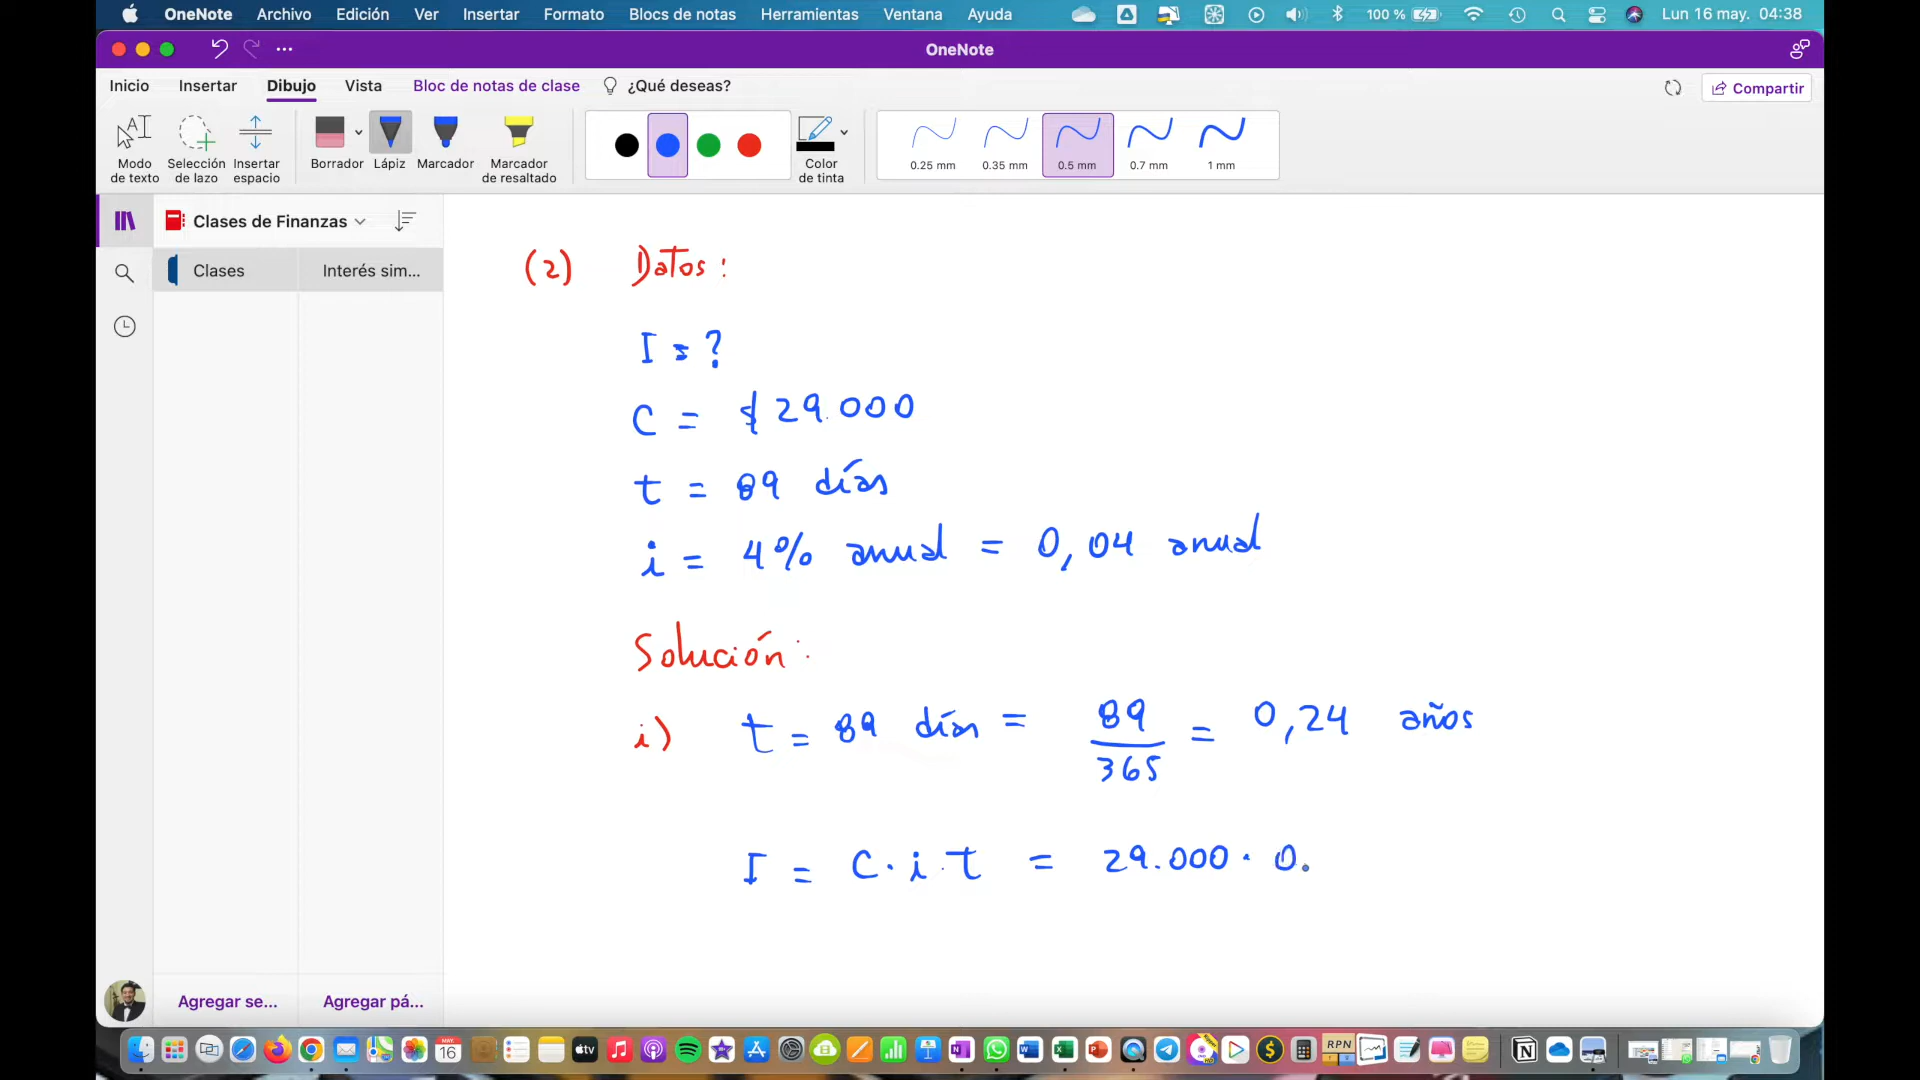 OneNote Archivo Edición Ver Insertar Formato Blocs de notas Herramientas Ventana Ayuda 100 % Lun 16 may. 04:38
OneNote
Inicio Insertar Dibujo Vista Bloc de notas de clase ¿Qué deseas? Compartir
Modo de texto
Selección de lazo
Insertar espacio
Borrador
Lápiz
Marcador
Marcador de resaltado
Color de tinta
0.25 mm 0.35 mm 0.5 mm 0.7 mm 1 mm
Clases de Finanzas
Clases Interés sim...
(2) Datos:
I = ?
C = $29.000
t = 89 días
i = 4% anual = 0,04 anual
Solución:
i) t = 89 días = 89/365 = 0,24 años
I = C · i . t = 29.000 · 0.
Agregar se... Agregar pá...
MAY. 16
tv
RPN